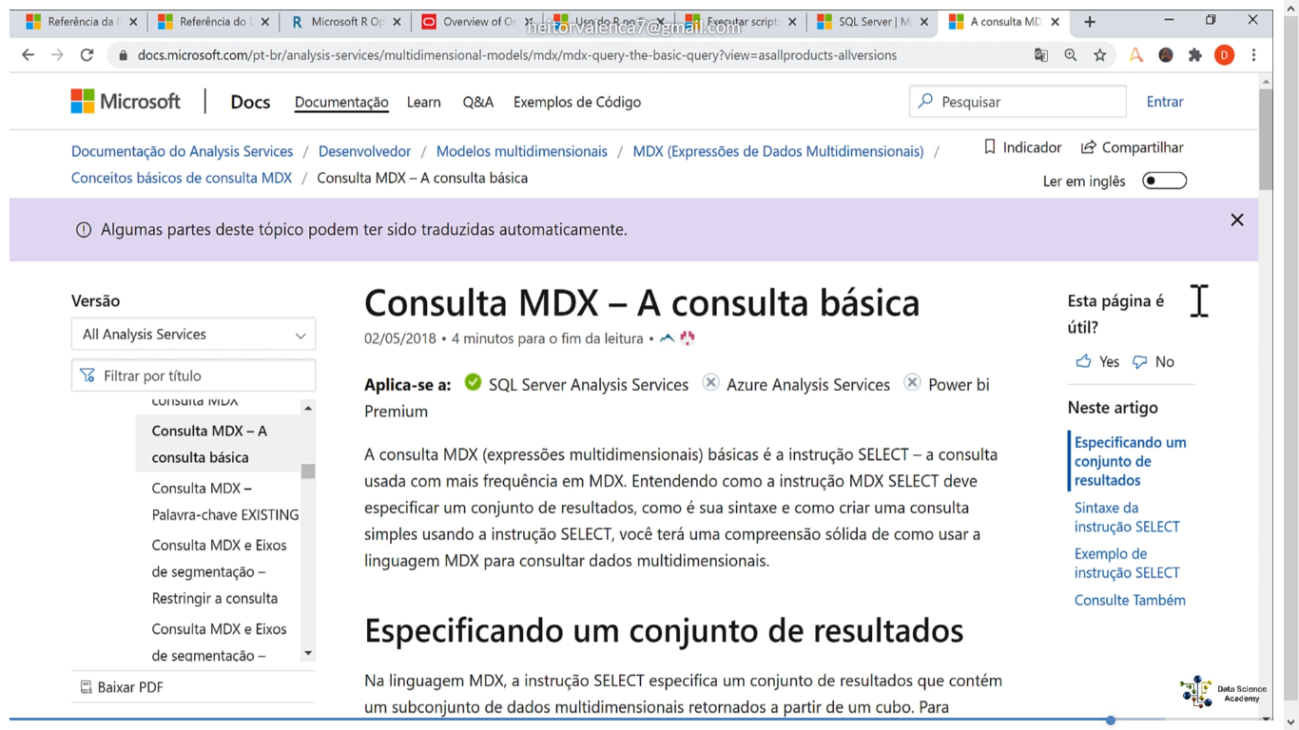 Referência da li
Referência do l
Microsoft R Op
Overview of Or
Uso do R no P
Executar script
SQL Server | M
A consulta MD
heitorvalenca7@gmail.com
docs.microsoft.com/pt-br/analysis-services/multidimensional-models/mdx/mdx-query-the-basic-query?view=asallproducts-allversions
D
Microsoft
Docs
Documentação
Learn
Q&A
Exemplos de Código
Pesquisar
Entrar
Documentação do Analysis Services / Desenvolvedor / Modelos multidimensionais / MDX (Expressões de Dados Multidimensionais) /
Conceitos básicos de consulta MDX / Consulta MDX – A consulta básica
Indicador
Compartilhar
Ler em inglês
Algumas partes deste tópico podem ter sido traduzidas automaticamente.
Versão
All Analysis Services
Filtrar por título
consulta MDX
Consulta MDX – A
consulta básica
Consulta MDX –
Palavra-chave EXISTING
Consulta MDX e Eixos
de segmentação –
Restringir a consulta
Consulta MDX e Eixos
de segmentação –
Baixar PDF
Consulta MDX – A consulta básica
02/05/2018 • 4 minutos para o fim da leitura •
Aplica-se a: SQL Server Analysis Services Azure Analysis Services Power bi
Premium
A consulta MDX (expressões multidimensionais) básicas é a instrução SELECT – a consulta
usada com mais frequência em MDX. Entendendo como a instrução MDX SELECT deve
especificar um conjunto de resultados, como é sua sintaxe e como criar uma consulta
simples usando a instrução SELECT, você terá uma compreensão sólida de como usar a
linguagem MDX para consultar dados multidimensionais.
Especificando um conjunto de resultados
Na linguagem MDX, a instrução SELECT especifica um conjunto de resultados que contém
um subconjunto de dados multidimensionais retornados a partir de um cubo. Para
Esta página é
útil?
Yes
No
Neste artigo
Especificando um
conjunto de
resultados
Sintaxe da
instrução SELECT
Exemplo de
instrução SELECT
Consulte Também
Data Science
Academy